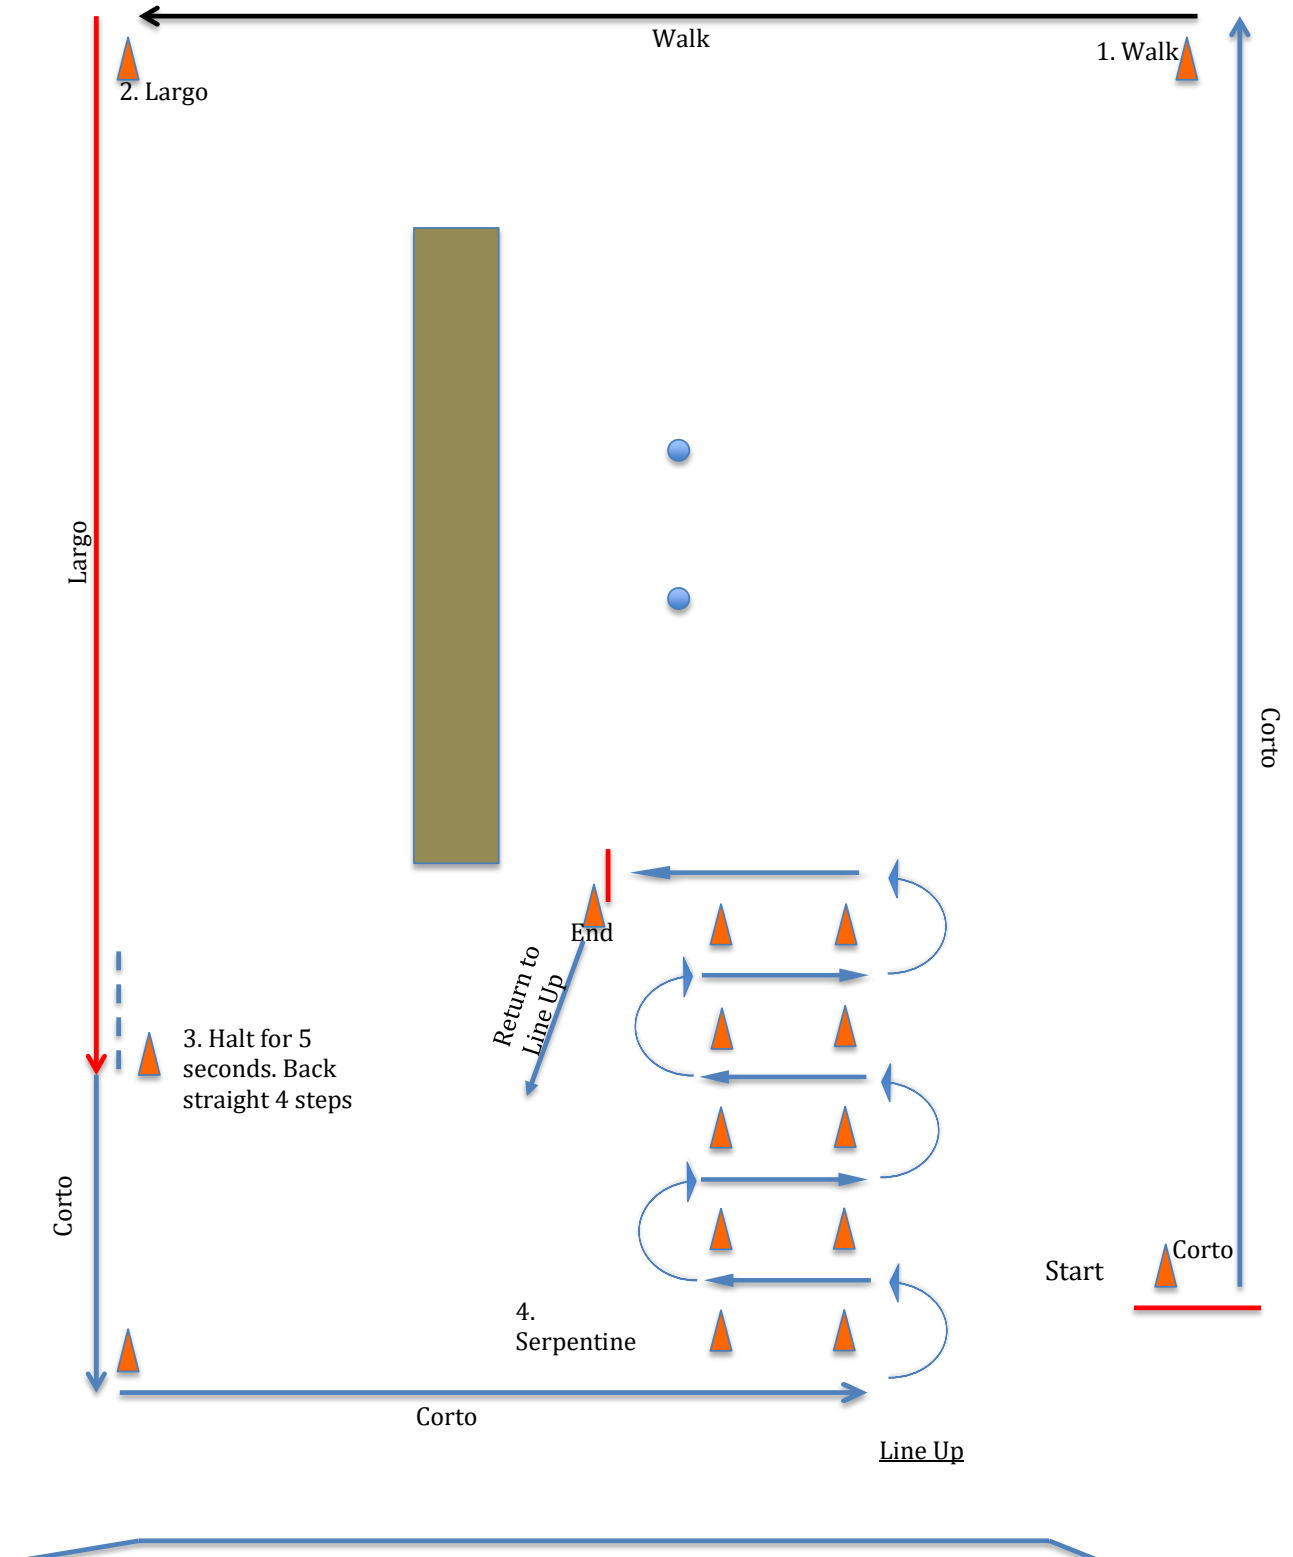 Walk
1. Walk
2. Largo
Largo
Corto
End
Return to
Line Up
3. Halt for 5
seconds. Back
straight 4 steps
Corto
Corto
Start
4.
Serpentine
Corto
Line Up